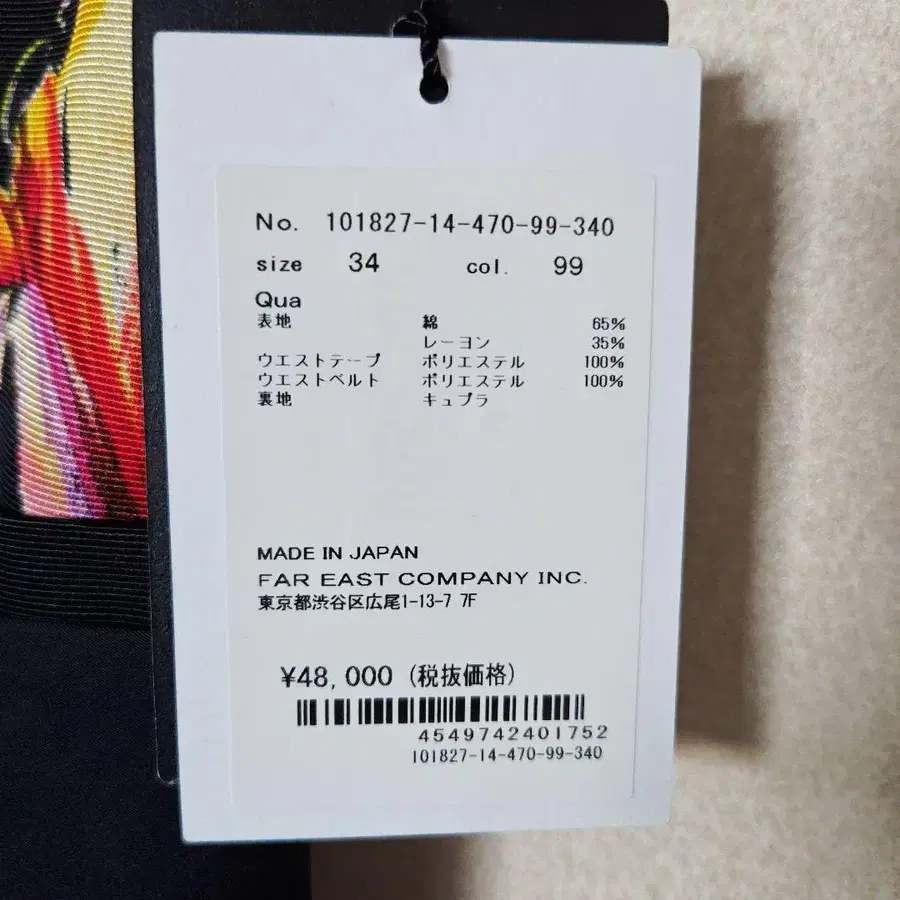 No. 101827-14-470-99-340
size 34 col. 99
Qua
表地 綿 65%
レーヨン 35%
ウエストテープ ポリエステル 100%
ウエストベルト ポリエステル 100%
裏地 キュプラ
MADE IN JAPAN
FAR EAST COMPANY INC.
東京都渋谷区広尾1-13-7 7F
¥48,000 (税抜価格)
4549742401752
101827-14-470-99-340